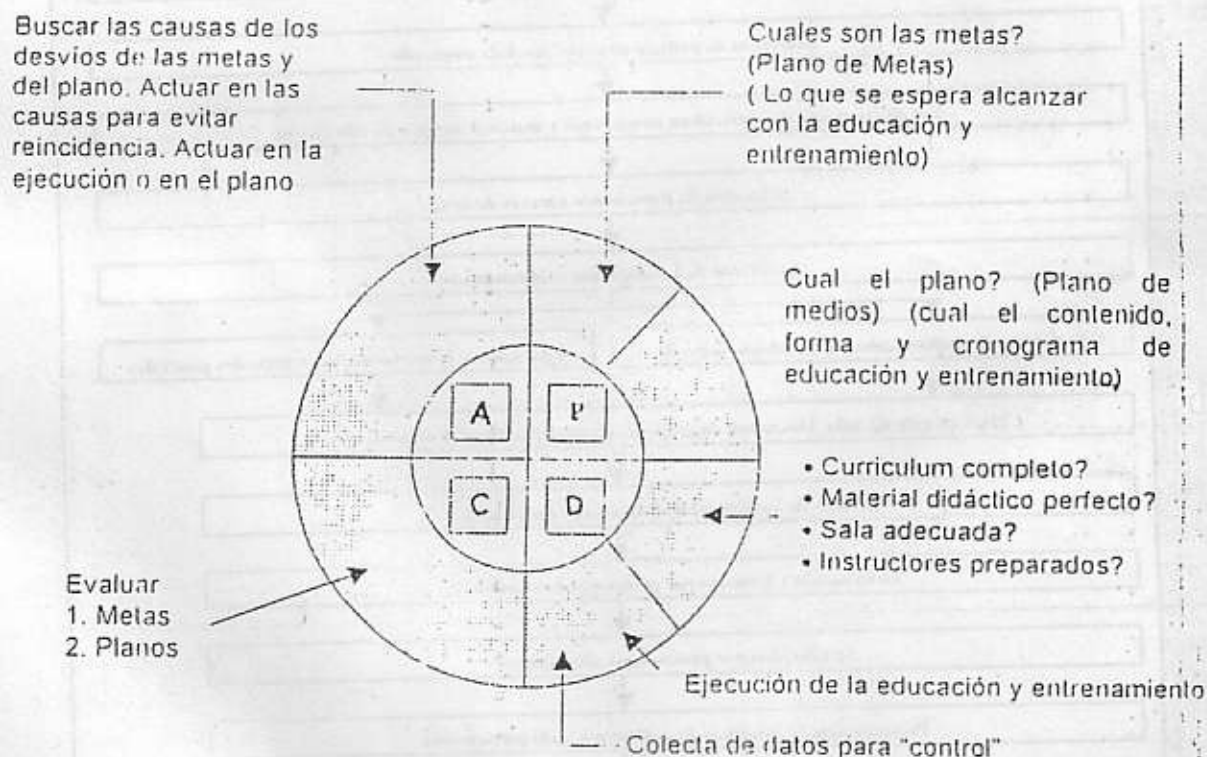 Buscar las causas de los
desvíos de las metas y
del plano. Actuar en las
causas para evitar
reincidencia. Actuar en la
ejecución o en el plano
Cuales son las metas?
(Plano de Metas)
( Lo que se espera alcanzar
con la educación y
entrenamiento)
Cual el plano? (Plano de
medios) (cual el contenido,
forma y cronograma de
educación y entrenamiento)
A
P
C
D
• Curriculum completo?
• Material didáctico perfecto?
• Sala adecuada?
• Instructores preparados?
Evaluar
1. Metas
2. Planos
Ejecución de la educación y entrenamiento
Colecta de datos para "control"